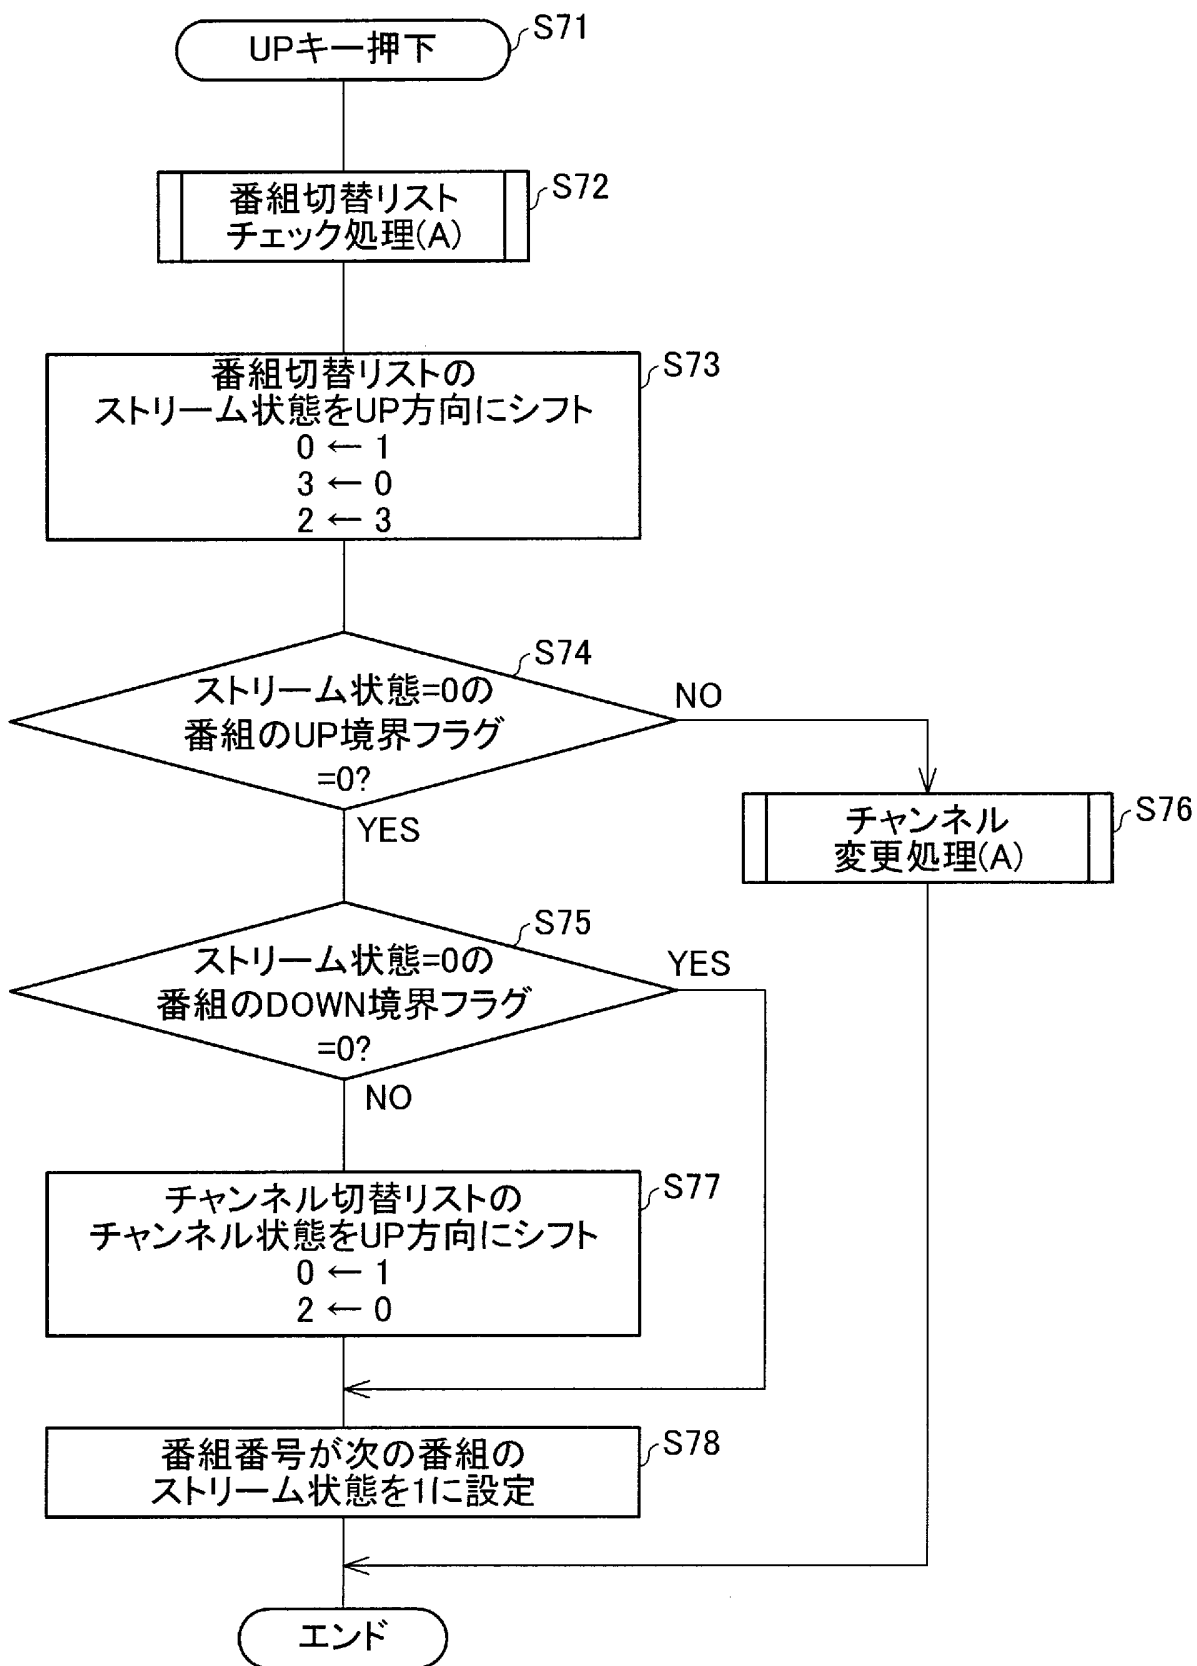 UPキー押下
S71
番組切替リスト
チェック処理(A)
S72
番組切替リストの
ストリーム状態をUP方向にシフト
0 ← 1
3 ← 0
2 ← 3
S73
ストリーム状態=0の
番組のUP境界フラグ
=0?
S74
NO
YES
チャンネル
変更処理(A)
S76
ストリーム状態=0の
番組のDOWN境界フラグ
=0?
S75
YES
NO
チャンネル切替リストの
チャンネル状態をUP方向にシフト
0 ← 1
2 ← 0
S77
番組番号が次の番組の
ストリーム状態を1に設定
S78
エンド